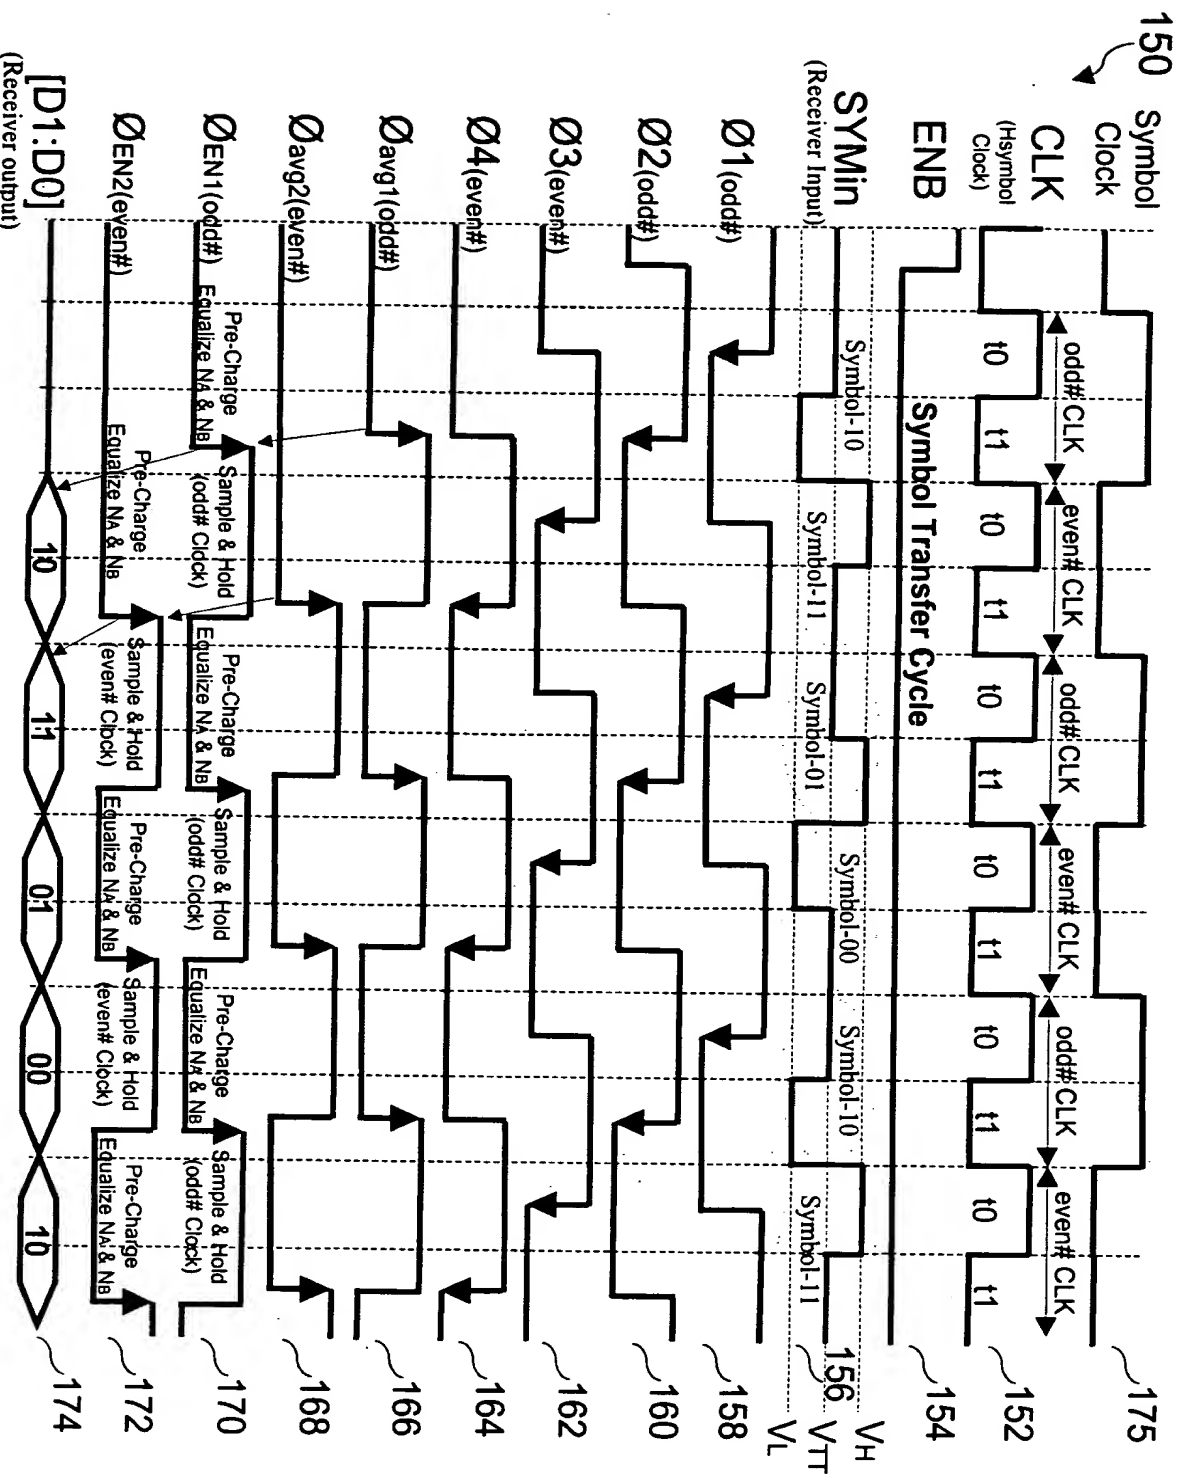 150
Symbol
Clock
175
CLK
(Hsymbol
Clock)
odd# CLK
even# CLK
odd# CLK
even# CLK
odd# CLK
even# CLK
t0
t1
t0
t1
t0
t1
t0
t1
t0
t1
t0
t1
152
ENB
Symbol Transfer Cycle
154
SYMin
(Receiver Input)
Symbol-10
Symbol-11
Symbol-01
Symbol-00
Symbol-10
Symbol-11
156
VH
VTT
VL
Ø1(odd#)
158
Ø2(odd#)
160
Ø3(even#)
162
Ø4(even#)
164
Øavg1(odd#)
166
Øavg2(even#)
168
ØEN1(odd#)
Pre-Charge
Equalize NA & NB
Sample & Hold
(odd# Clock)
Pre-Charge
Equalize NA & NB
Sample & Hold
(odd# Clock)
Pre-Charge
Equalize NA & NB
Sample & Hold
(odd# Clock)
170
ØEN2(even#)
Pre-Charge
Equalize NA & NB
Sample & Hold
(even# Clock)
Pre-Charge
Equalize NA & NB
Sample & Hold
(even# Clock)
Pre-Charge
Equalize NA & NB
172
[D1:D0]
(Receiver output)
10
11
01
00
10
174